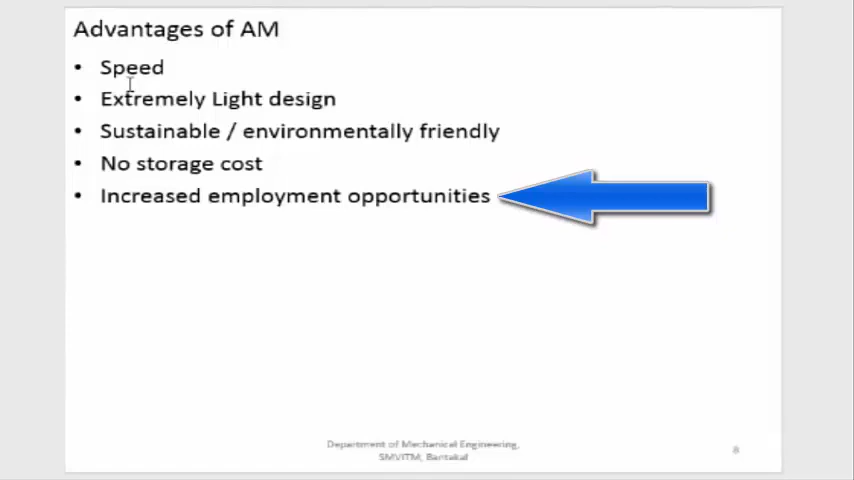 Advantages of AM
• Speed
• Extremely Light design
• Sustainable / environmentally friendly
• No storage cost
• Increased employment opportunities
Department of Mechanical Engineering,
SMVITM, Bantakal
8